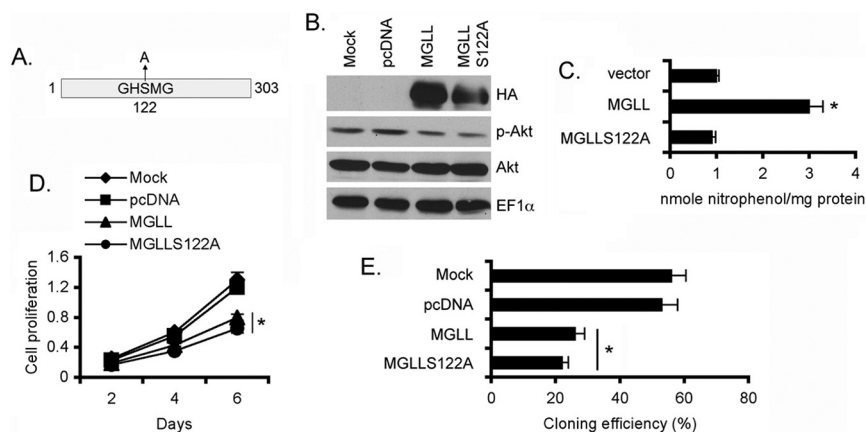 A.
A
1
GHSMG
303
122
B.
Mock
pcDNA
MGLL
MGLL
S122A
HA
p-Akt
Akt
EF1α
C.
vector
MGLL
*
MGLLS122A
0 1 2 3 4
nmole nitrophenol/mg protein
D.
Mock
pcDNA
MGLL
MGLLS122A
Cell proliferation
1.6
1.2
0.8
0.4
0
*
2 4 6
Days
E.
Mock
pcDNA
MGLL
MGLLS122A
*
0 20 40 60 80
Cloning efficiency (%)